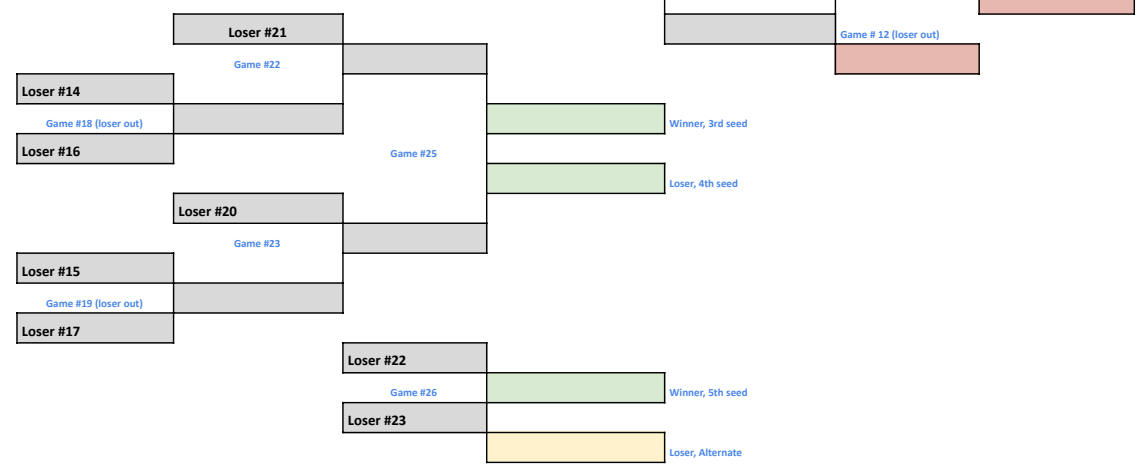 Loser #21
Game # 12 (loser out)
Game #22
Loser #14
Game #18 (loser out)
Winner, 3rd seed
Loser #16
Game #25
Loser, 4th seed
Loser #20
Game #23
Loser #15
Game #19 (loser out)
Loser #17
Loser #22
Game #26
Winner, 5th seed
Loser #23
Loser, Alternate